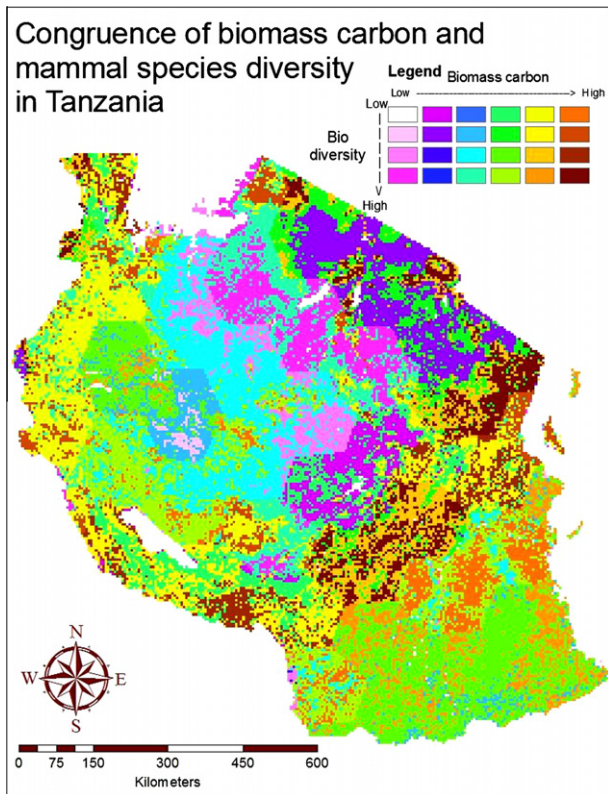 Congruence of biomass carbon and
mammal species diversity
in Tanzania
Legend Biomass carbon
Low ----------------------> High
Low
Bio
diversity
High
N
W E
S
0 75 150 300 450 600
Kilometers